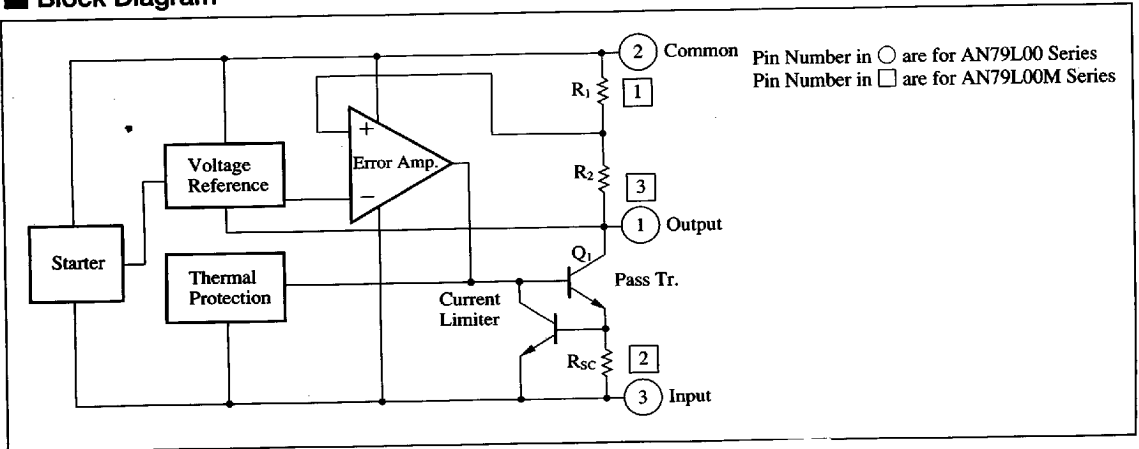 Block Diagram
2 Common
Pin Number in ○ are for AN79L00 Series
Pin Number in □ are for AN79L00M Series
R1
1
+
Error Amp.
−
Voltage
Reference
R2
3
1 Output
Starter
Thermal
Protection
Q1
Pass Tr.
Current
Limiter
RSC
2
3 Input